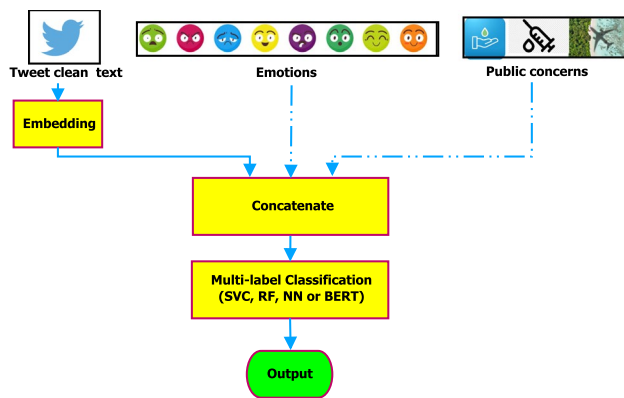 Tweet clean text
Emotions
Public concerns
Embedding
Concatenate
Multi-label Classification
(SVC, RF, NN or BERT)
Output